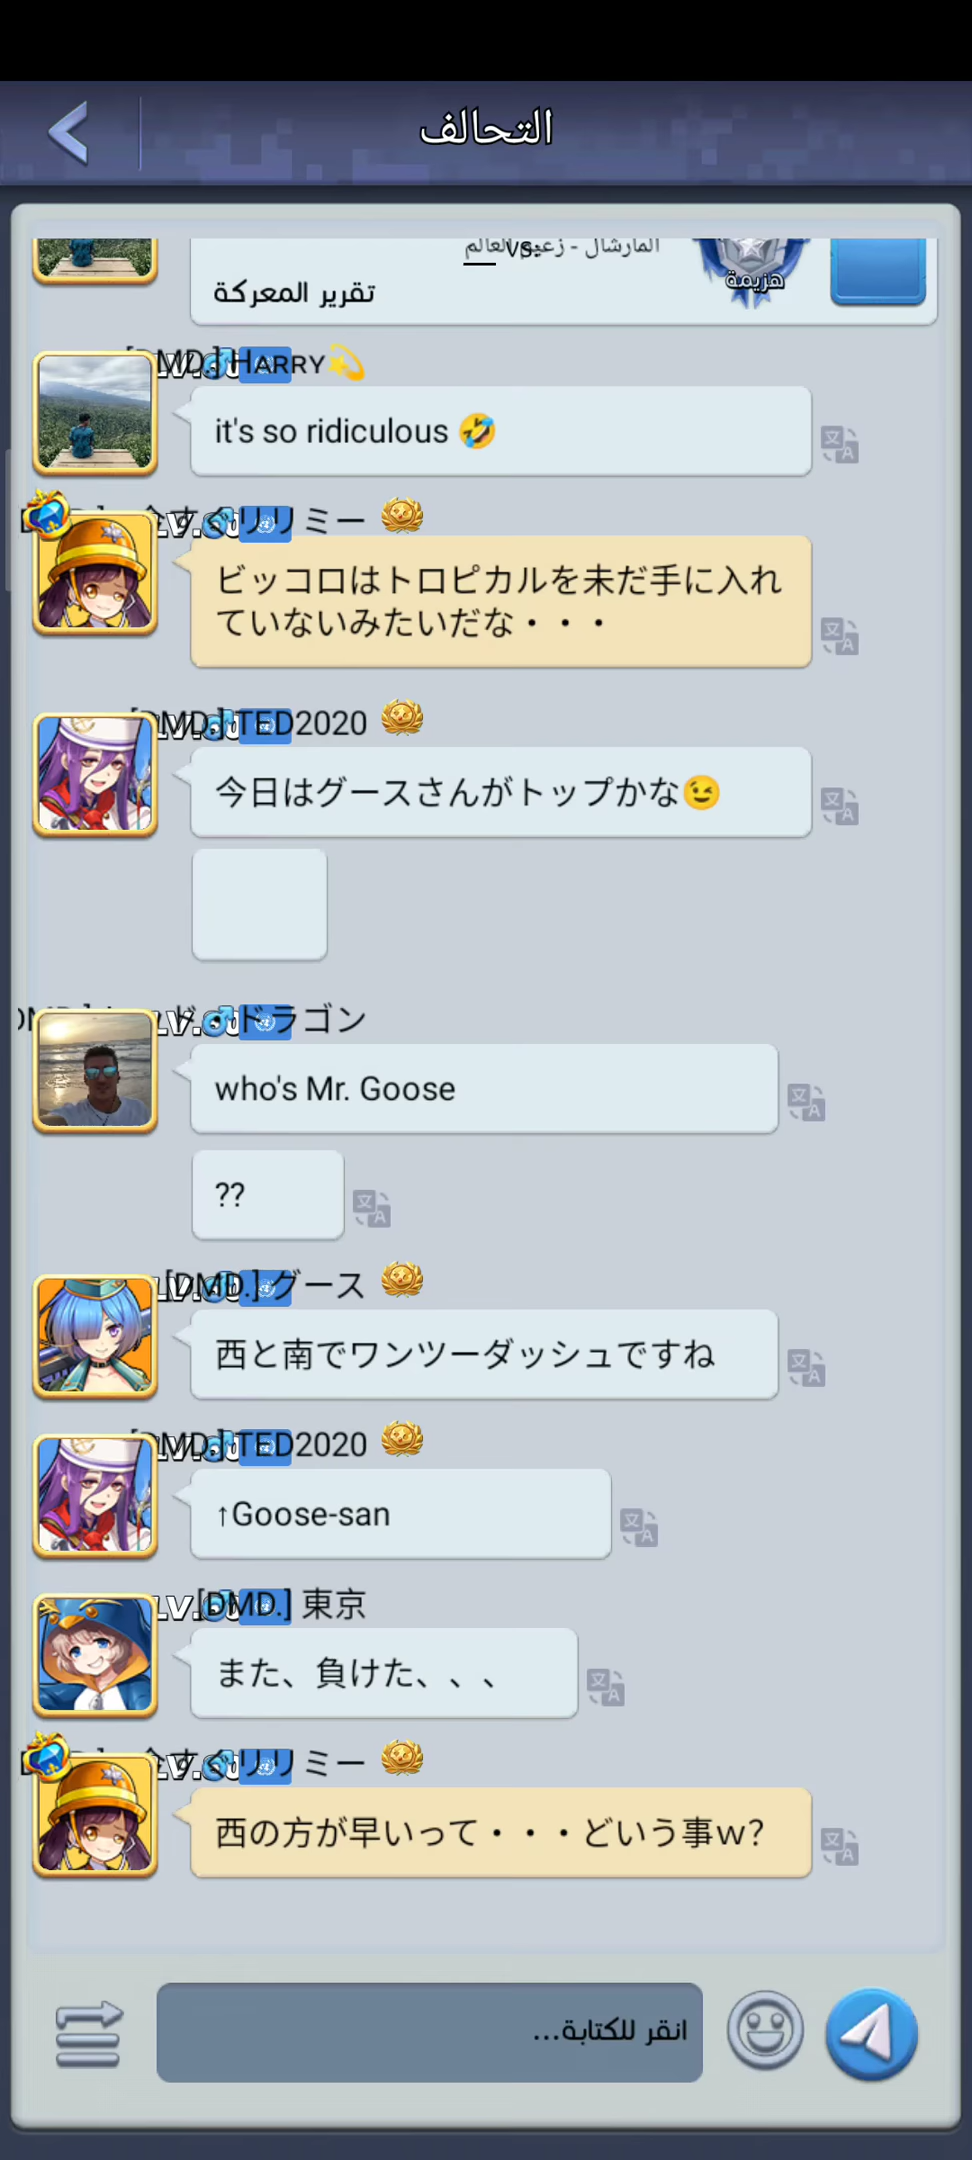 التحالف
المارشال - زعيم العالم
VS.
هزيمة
تقرير المعركة
[DMD.] HARRY💫
it's so ridiculous 🤣
リリミー
ビッコロはトロピカルを未だ手に入れ
ていないみたいだな・・・
[DMD.] TED2020
今日はグースさんがトップかな😉
ドラゴン
who's Mr. Goose
??
[DMD.] グース
西と南でワンツーダッシュですね
[DMD.] TED2020
↑Goose-san
[DMD.] 東京
また、負けた、、、
リリミー
西の方が早いって・・・どいう事w?
انقر للكتابة...